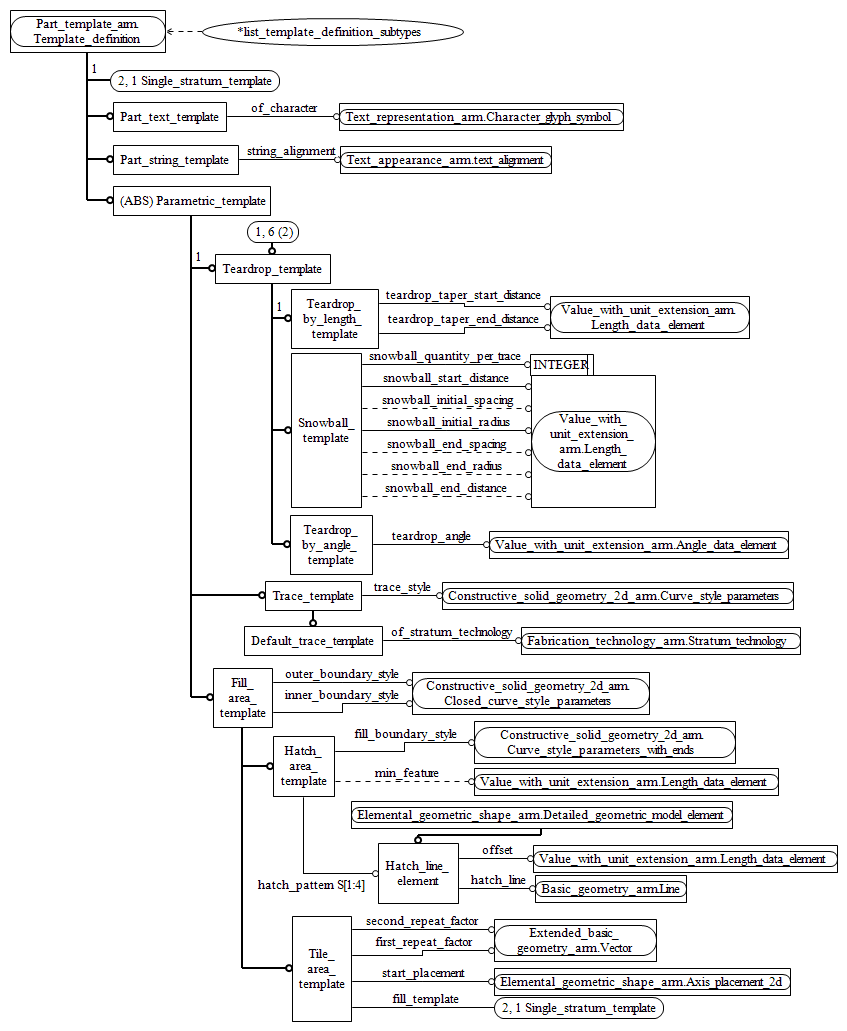 Part_template_arm.
Template_definition
*list_template_definition_subtypes
1
2, 1 Single_stratum_template
Part_text_template
of_character
Text_representation_arm.Character_glyph_symbol
Part_string_template
string_alignment
Text_appearance_arm.text_alignment
(ABS) Parametric_template
1, 6 (2)
1
Teardrop_template
1
Teardrop_
by_length_
template
teardrop_taper_start_distance
teardrop_taper_end_distance
Value_with_unit_extension_arm.
Length_data_element
Snowball_
template
snowball_quantity_per_trace
INTEGER
snowball_start_distance
snowball_initial_spacing
snowball_initial_radius
snowball_end_spacing
snowball_end_radius
snowball_end_distance
Value_with_
unit_extension_
arm.Length_
data_element
Teardrop_
by_angle_
template
teardrop_angle
Value_with_unit_extension_arm.Angle_data_element
Trace_template
trace_style
Constructive_solid_geometry_2d_arm.Curve_style_parameters
Default_trace_template
of_stratum_technology
Fabrication_technology_arm.Stratum_technology
Fill_
area_
template
outer_boundary_style
inner_boundary_style
Constructive_solid_geometry_2d_arm.
Closed_curve_style_parameters
Hatch_
area_
template
fill_boundary_style
Constructive_solid_geometry_2d_arm.
Curve_style_parameters_with_ends
min_feature
Value_with_unit_extension_arm.Length_data_element
Elemental_geometric_shape_arm.Detailed_geometric_model_element
hatch_pattern S[1:4]
Hatch_line_
element
offset
Value_with_unit_extension_arm.Length_data_element
hatch_line
Basic_geometry_arm.Line
Tile_
area_
template
second_repeat_factor
first_repeat_factor
Extended_basic_
geometry_arm.Vector
start_placement
Elemental_geometric_shape_arm.Axis_placement_2d
fill_template
2, 1 Single_stratum_template